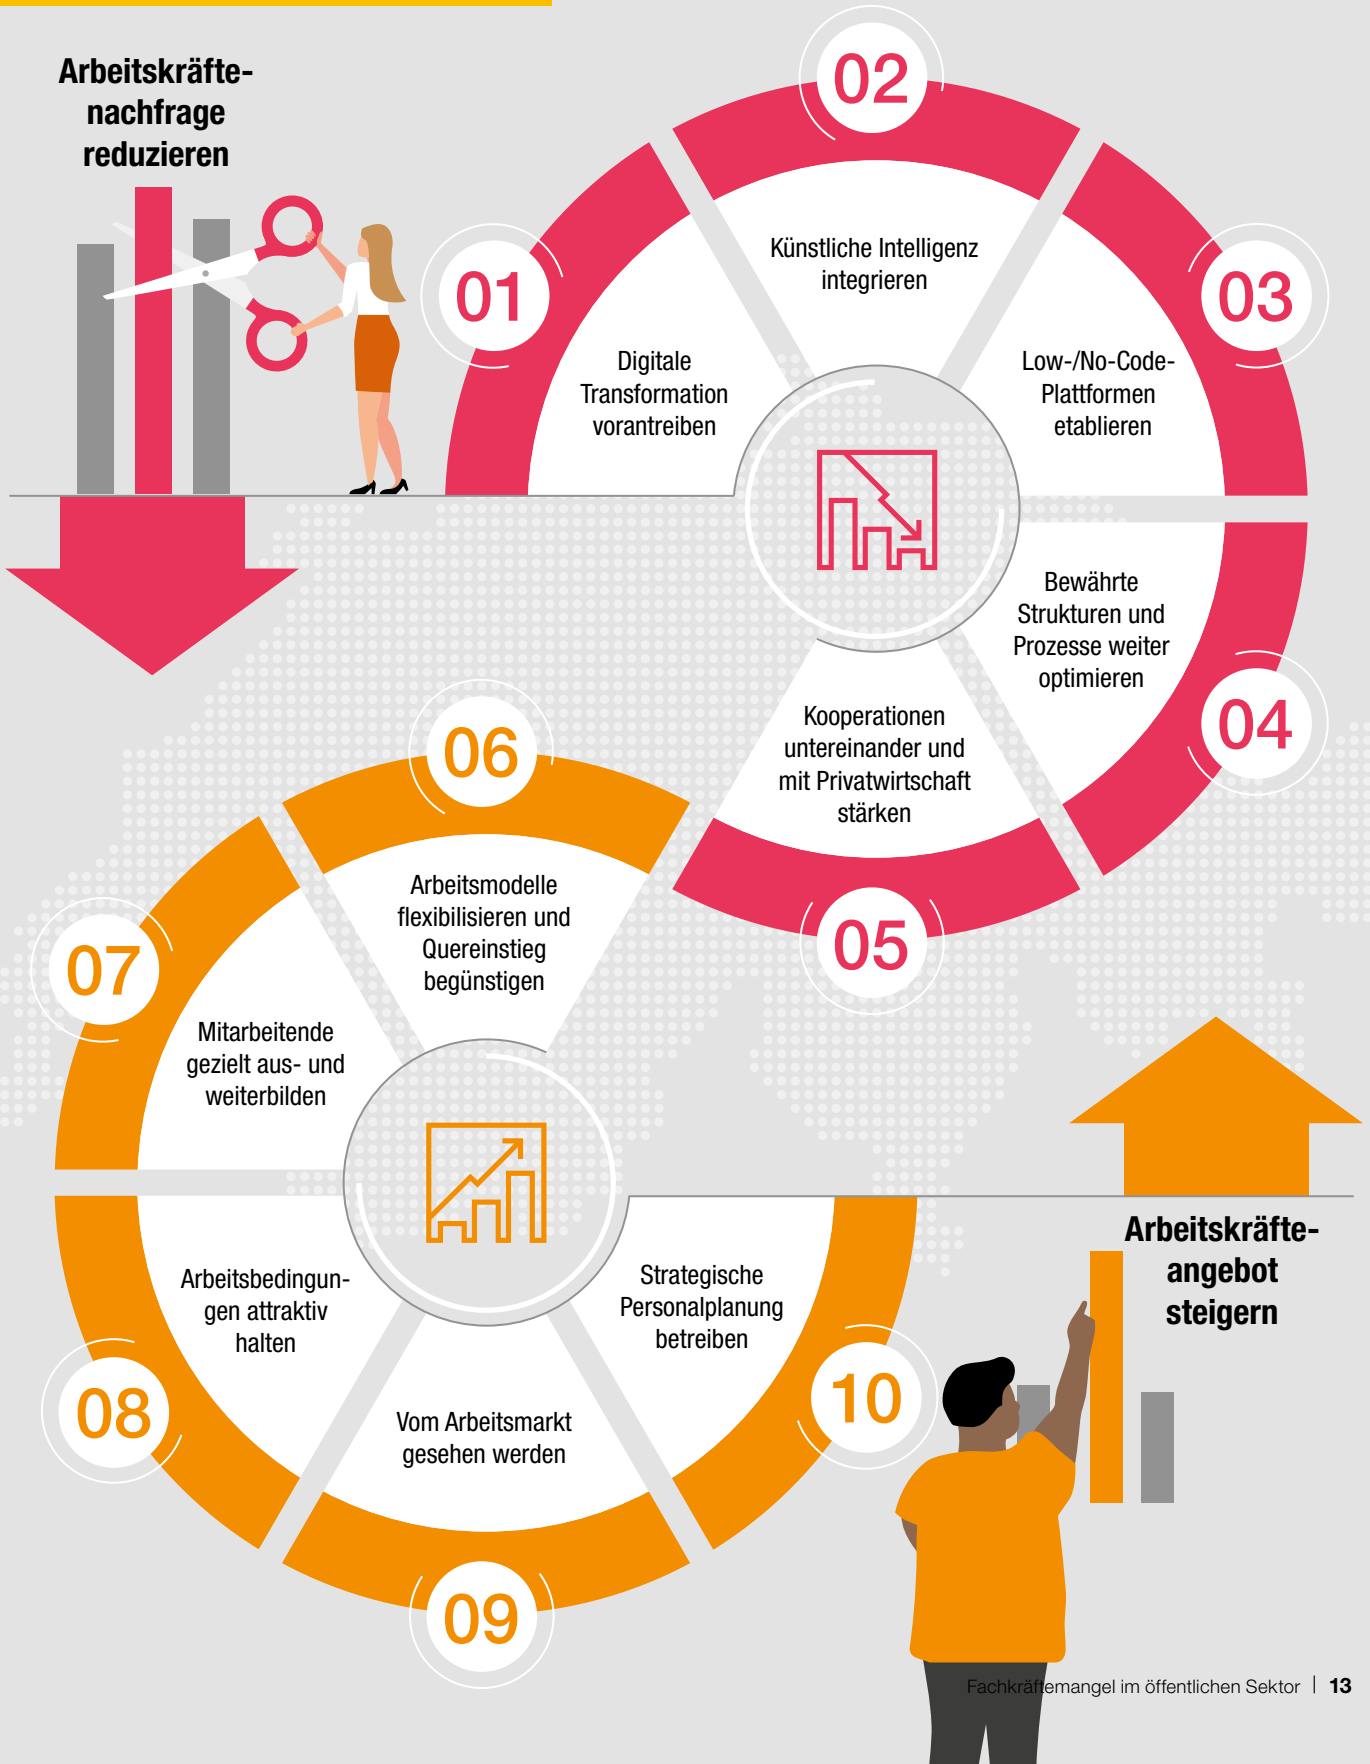 Arbeitskräfte-
nachfrage
reduzieren
01
Digitale
Transformation
vorantreiben
02
Künstliche Intelligenz
integrieren
03
Low-/No-Code-
Plattformen
etablieren
04
Bewährte
Strukturen und
Prozesse weiter
optimieren
05
Kooperationen
untereinander und
mit Privatwirtschaft
stärken
06
Arbeitsmodelle
flexibilisieren und
Quereinstieg
begünstigen
07
Mitarbeitende
gezielt aus- und
weiterbilden
08
Arbeitsbedingun-
gen attraktiv
halten
09
Vom Arbeitsmarkt
gesehen werden
10
Strategische
Personalplanung
betreiben
Arbeitskräfte-
angebot
steigern
Fachkräftemangel im öffentlichen Sektor | 13